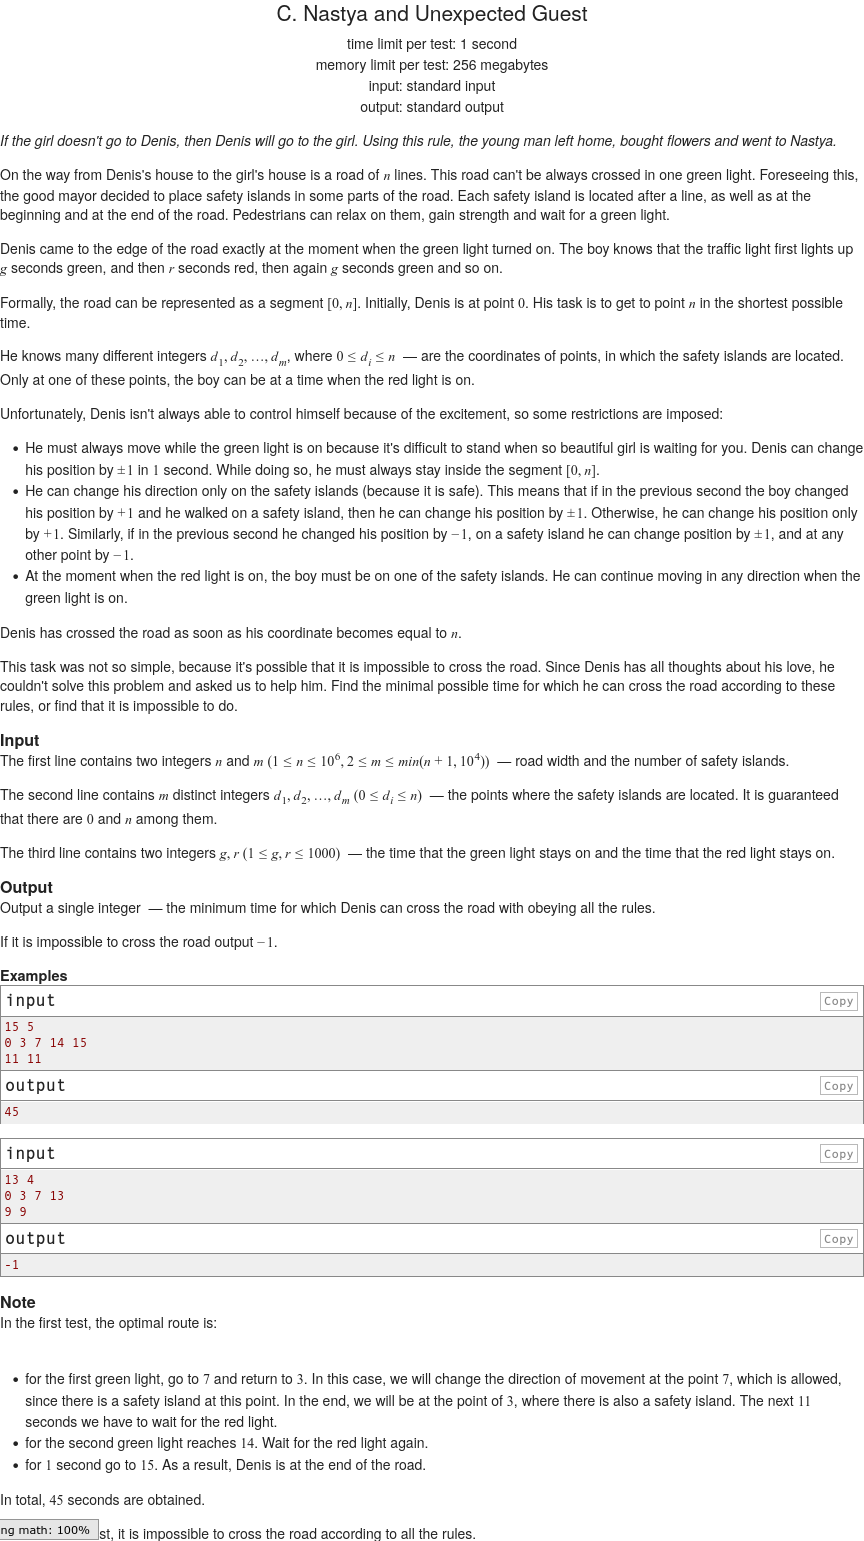 C. Nastya and Unexpected Guest
time limit per test: 1 second
memory limit per test: 256 megabytes
input: standard input
output: standard output
If the girl doesn't go to Denis, then Denis will go to the girl. Using this rule, the young man left home, bought flowers and went to Nastya.
On the way from Denis's house to the girl's house is a road of n lines. This road can't be always crossed in one green light. Foreseeing this,
the good mayor decided to place safety islands in some parts of the road. Each safety island is located after a line, as well as at the
beginning and at the end of the road. Pedestrians can relax on them, gain strength and wait for a green light.
Denis came to the edge of the road exactly at the moment when the green light turned on. The boy knows that the traffic light first lights up
g seconds green, and then r seconds red, then again g seconds green and so on.
Formally, the road can be represented as a segment [0, n]. Initially, Denis is at point 0. His task is to get to point n in the shortest possible
time.
He knows many different integers d₁, d₂, …, dₘ, where 0 ≤ dᵢ ≤ n — are the coordinates of points, in which the safety islands are located.
Only at one of these points, the boy can be at a time when the red light is on.
Unfortunately, Denis isn't always able to control himself because of the excitement, so some restrictions are imposed:
• He must always move while the green light is on because it's difficult to stand when so beautiful girl is waiting for you. Denis can change
his position by ±1 in 1 second. While doing so, he must always stay inside the segment [0, n].
• He can change his direction only on the safety islands (because it is safe). This means that if in the previous second the boy changed
his position by +1 and he walked on a safety island, then he can change his position by ±1. Otherwise, he can change his position only
by +1. Similarly, if in the previous second he changed his position by −1, on a safety island he can change position by ±1, and at any
other point by −1.
• At the moment when the red light is on, the boy must be on one of the safety islands. He can continue moving in any direction when the
green light is on.
Denis has crossed the road as soon as his coordinate becomes equal to n.
This task was not so simple, because it's possible that it is impossible to cross the road. Since Denis has all thoughts about his love, he
couldn't solve this problem and asked us to help him. Find the minimal possible time for which he can cross the road according to these
rules, or find that it is impossible to do.
Input
The first line contains two integers n and m (1 ≤ n ≤ 10⁶, 2 ≤ m ≤ min(n + 1, 10⁴)) — road width and the number of safety islands.
The second line contains m distinct integers d₁, d₂, …, dₘ (0 ≤ dᵢ ≤ n) — the points where the safety islands are located. It is guaranteed
that there are 0 and n among them.
The third line contains two integers g, r (1 ≤ g, r ≤ 1000) — the time that the green light stays on and the time that the red light stays on.
Output
Output a single integer — the minimum time for which Denis can cross the road with obeying all the rules.
If it is impossible to cross the road output −1.
Examples
input Copy
15 5
0 3 7 14 15
11 11
output Copy
45
input Copy
13 4
0 3 7 13
9 9
output Copy
-1
Note
In the first test, the optimal route is:
• for the first green light, go to 7 and return to 3. In this case, we will change the direction of movement at the point 7, which is allowed,
since there is a safety island at this point. In the end, we will be at the point of 3, where there is also a safety island. The next 11
seconds we have to wait for the red light.
• for the second green light reaches 14. Wait for the red light again.
• for 1 second go to 15. As a result, Denis is at the end of the road.
In total, 45 seconds are obtained.
ng math: 100% st, it is impossible to cross the road according to all the rules.